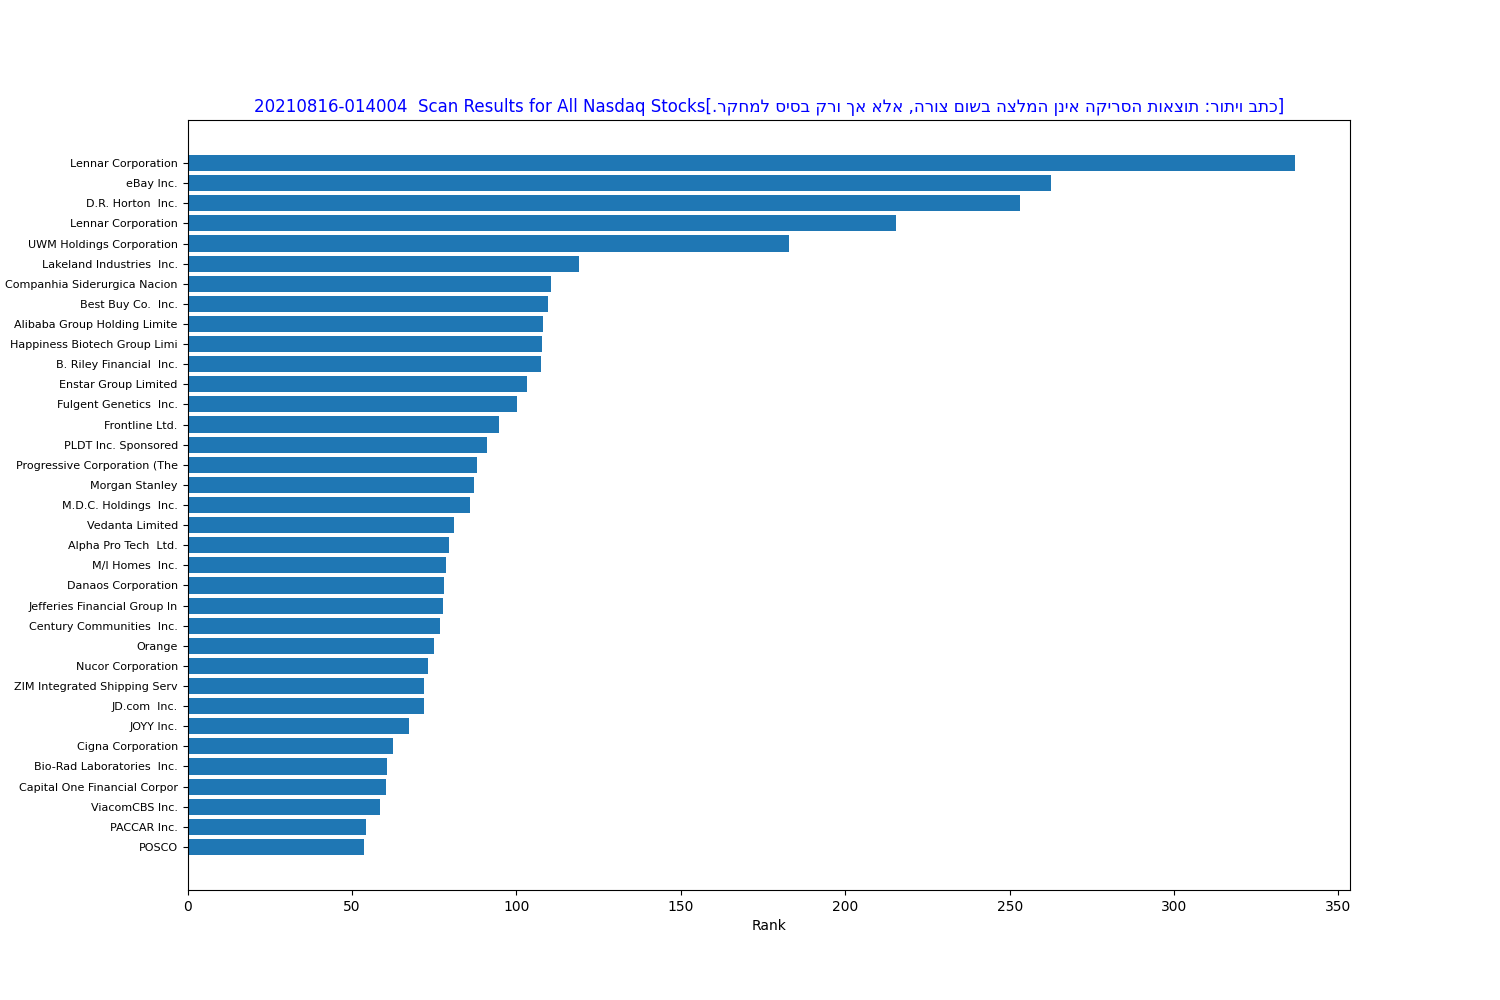 20210816-014004  Scan Results for All Nasdaq Stocks[כתב ויתור: תוצאות הסריקה אינן המלצה בשום צורה, אלא אך ורק בסיס למחקר.]
Lennar Corporation
eBay Inc.
D.R. Horton  Inc.
Lennar Corporation
UWM Holdings Corporation
Lakeland Industries  Inc.
Companhia Siderurgica Nacion
Best Buy Co.  Inc.
Alibaba Group Holding Limite
Happiness Biotech Group Limi
B. Riley Financial  Inc.
Enstar Group Limited
Fulgent Genetics  Inc.
Frontline Ltd.
PLDT Inc. Sponsored
Progressive Corporation (The
Morgan Stanley
M.D.C. Holdings  Inc.
Vedanta Limited
Alpha Pro Tech  Ltd.
M/I Homes  Inc.
Danaos Corporation
Jefferies Financial Group In
Century Communities  Inc.
Orange
Nucor Corporation
ZIM Integrated Shipping Serv
JD.com  Inc.
JOYY Inc.
Cigna Corporation
Bio-Rad Laboratories  Inc.
Capital One Financial Corpor
ViacomCBS Inc.
PACCAR Inc.
POSCO
0 50 100 150 200 250 300 350
Rank